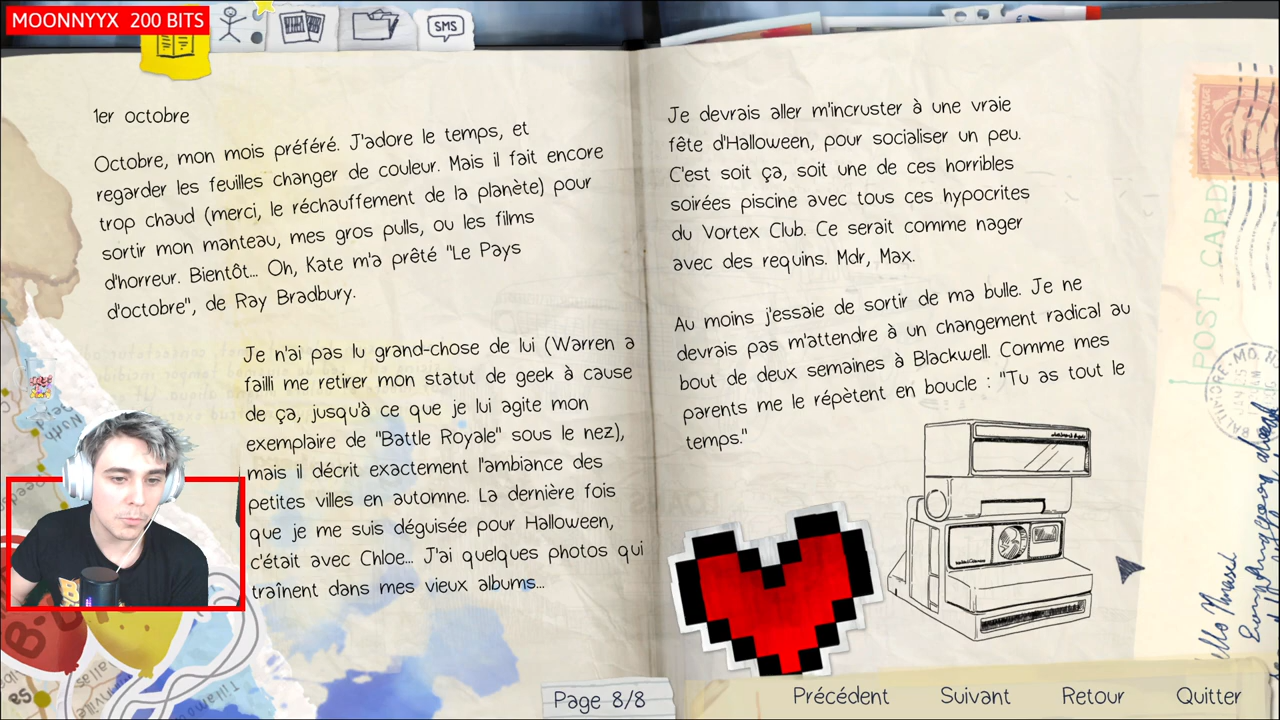 MOONNYYX 200 BITS
SMS
1er octobre
Octobre, mon mois préféré. J'adore le temps, et
regarder les feuilles changer de couleur. Mais il fait encore
trop chaud (merci, le réchauffement de la planète) pour
sortir mon manteau, mes gros pulls, ou les films
d'horreur. Bientôt... Oh, Kate m'a prêté "Le Pays
d'octobre", de Ray Bradbury.
Je n'ai pas lu grand-chose de lui (Warren a
failli me retirer mon statut de geek à cause
de ça, jusqu'à ce que je lui agite mon
exemplaire de "Battle Royale" sous le nez),
mais il décrit exactement l'ambiance des
petites villes en automne. La dernière fois
que je me suis déguisée pour Halloween,
c'était avec Chloe... J'ai quelques photos qui
traînent dans mes vieux albums...
Je devrais aller m'incruster à une vraie
fête d'Halloween, pour socialiser un peu.
C'est soit ça, soit une de ces horribles
soirées piscine avec tous ces hypocrites
du Vortex Club. Ce serait comme nager
avec des requins. Mdr, Max.
Au moins j'essaie de sortir de ma bulle. Je ne
devrais pas m'attendre à un changement radical au
bout de deux semaines à Blackwell. Comme mes
parents me le répètent en boucle : "Tu as tout le
temps."
POST CARD
Page 8/8
Précédent
Suivant
Retour
Quitter